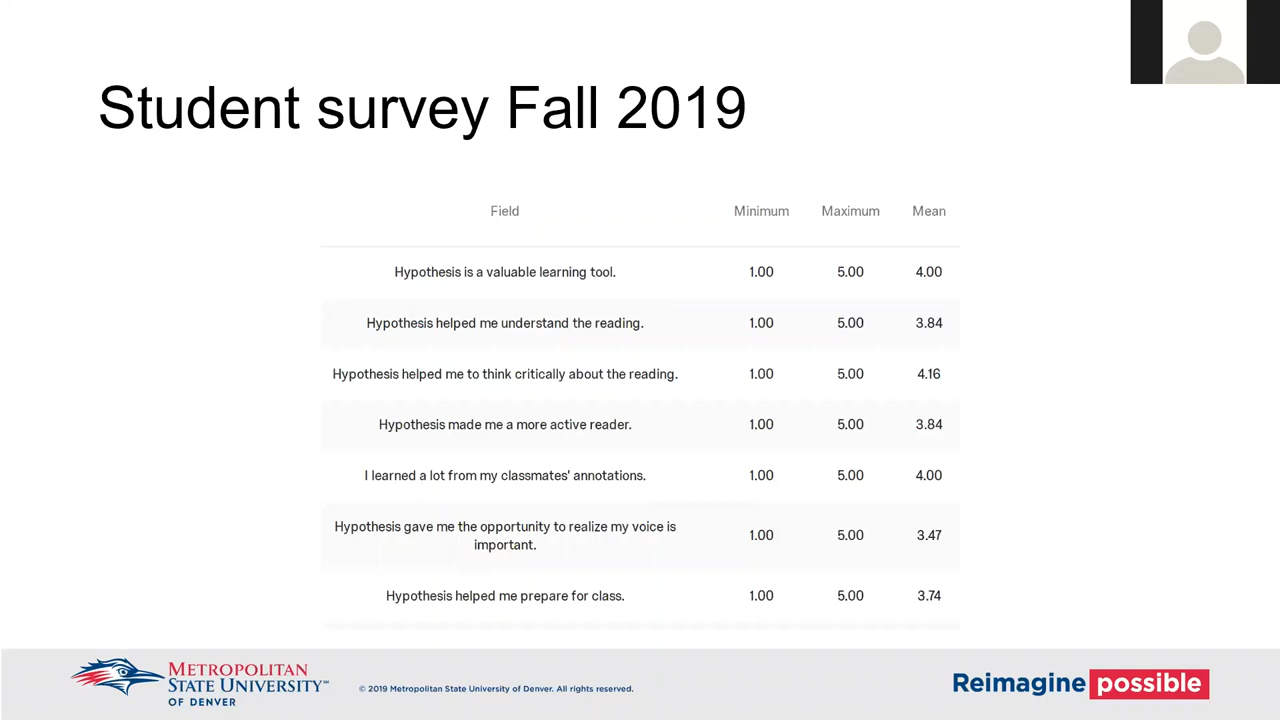 Student survey Fall 2019
Field Minimum Maximum Mean
Hypothesis is a valuable learning tool. 1.00 5.00 4.00
Hypothesis helped me understand the reading. 1.00 5.00 3.84
Hypothesis helped me to think critically about the reading. 1.00 5.00 4.16
Hypothesis made me a more active reader. 1.00 5.00 3.84
I learned a lot from my classmates' annotations. 1.00 5.00 4.00
Hypothesis gave me the opportunity to realize my voice is
important. 1.00 5.00 3.47
Hypothesis helped me prepare for class. 1.00 5.00 3.74
METROPOLITAN
STATE UNIVERSITY™
OF DENVER
© 2019 Metropolitan State University of Denver. All rights reserved.
Reimagine possible